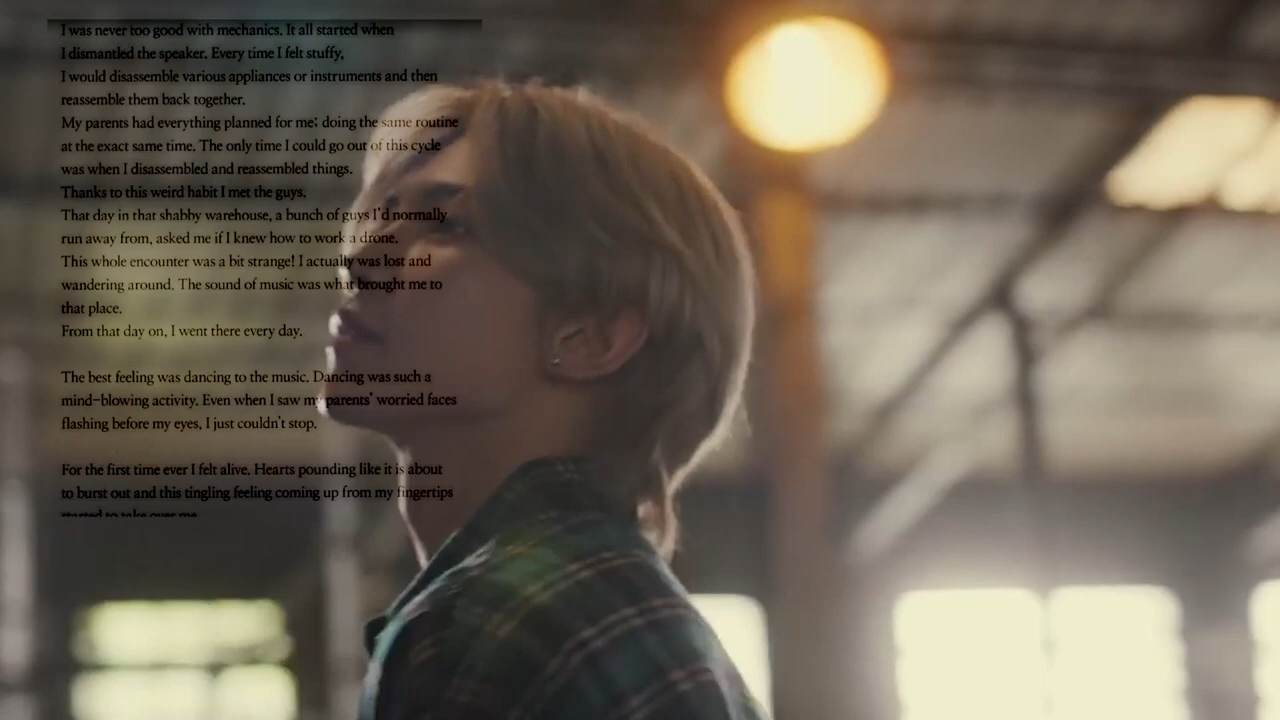 I was never too good with mechanics. It all started when
I dismantled the speaker. Every time I felt stuffy,
I would disassemble various appliances or instruments and then
reassemble them back together.
My parents had everything planned for me; doing the same routine
at the exact same time. The only time I could go out of this cycle
was when I disassembled and reassembled things.
Thanks to this weird habit I met the guys.
That day in that shabby warehouse, a bunch of guys I'd normally
run away from, asked me if I knew how to work a drone.
This whole encounter was a bit strange! I actually was lost and
wandering around. The sound of music was what brought me to
that place.
From that day on, I went there every day.
The best feeling was dancing to the music. Dancing was such a
mind-blowing activity. Even when I saw my parents' worried faces
flashing before my eyes, I just couldn't stop.
For the first time ever I felt alive. Hearts pounding like it is about
to burst out and this tingling feeling coming up from my fingertips
started to take over me.